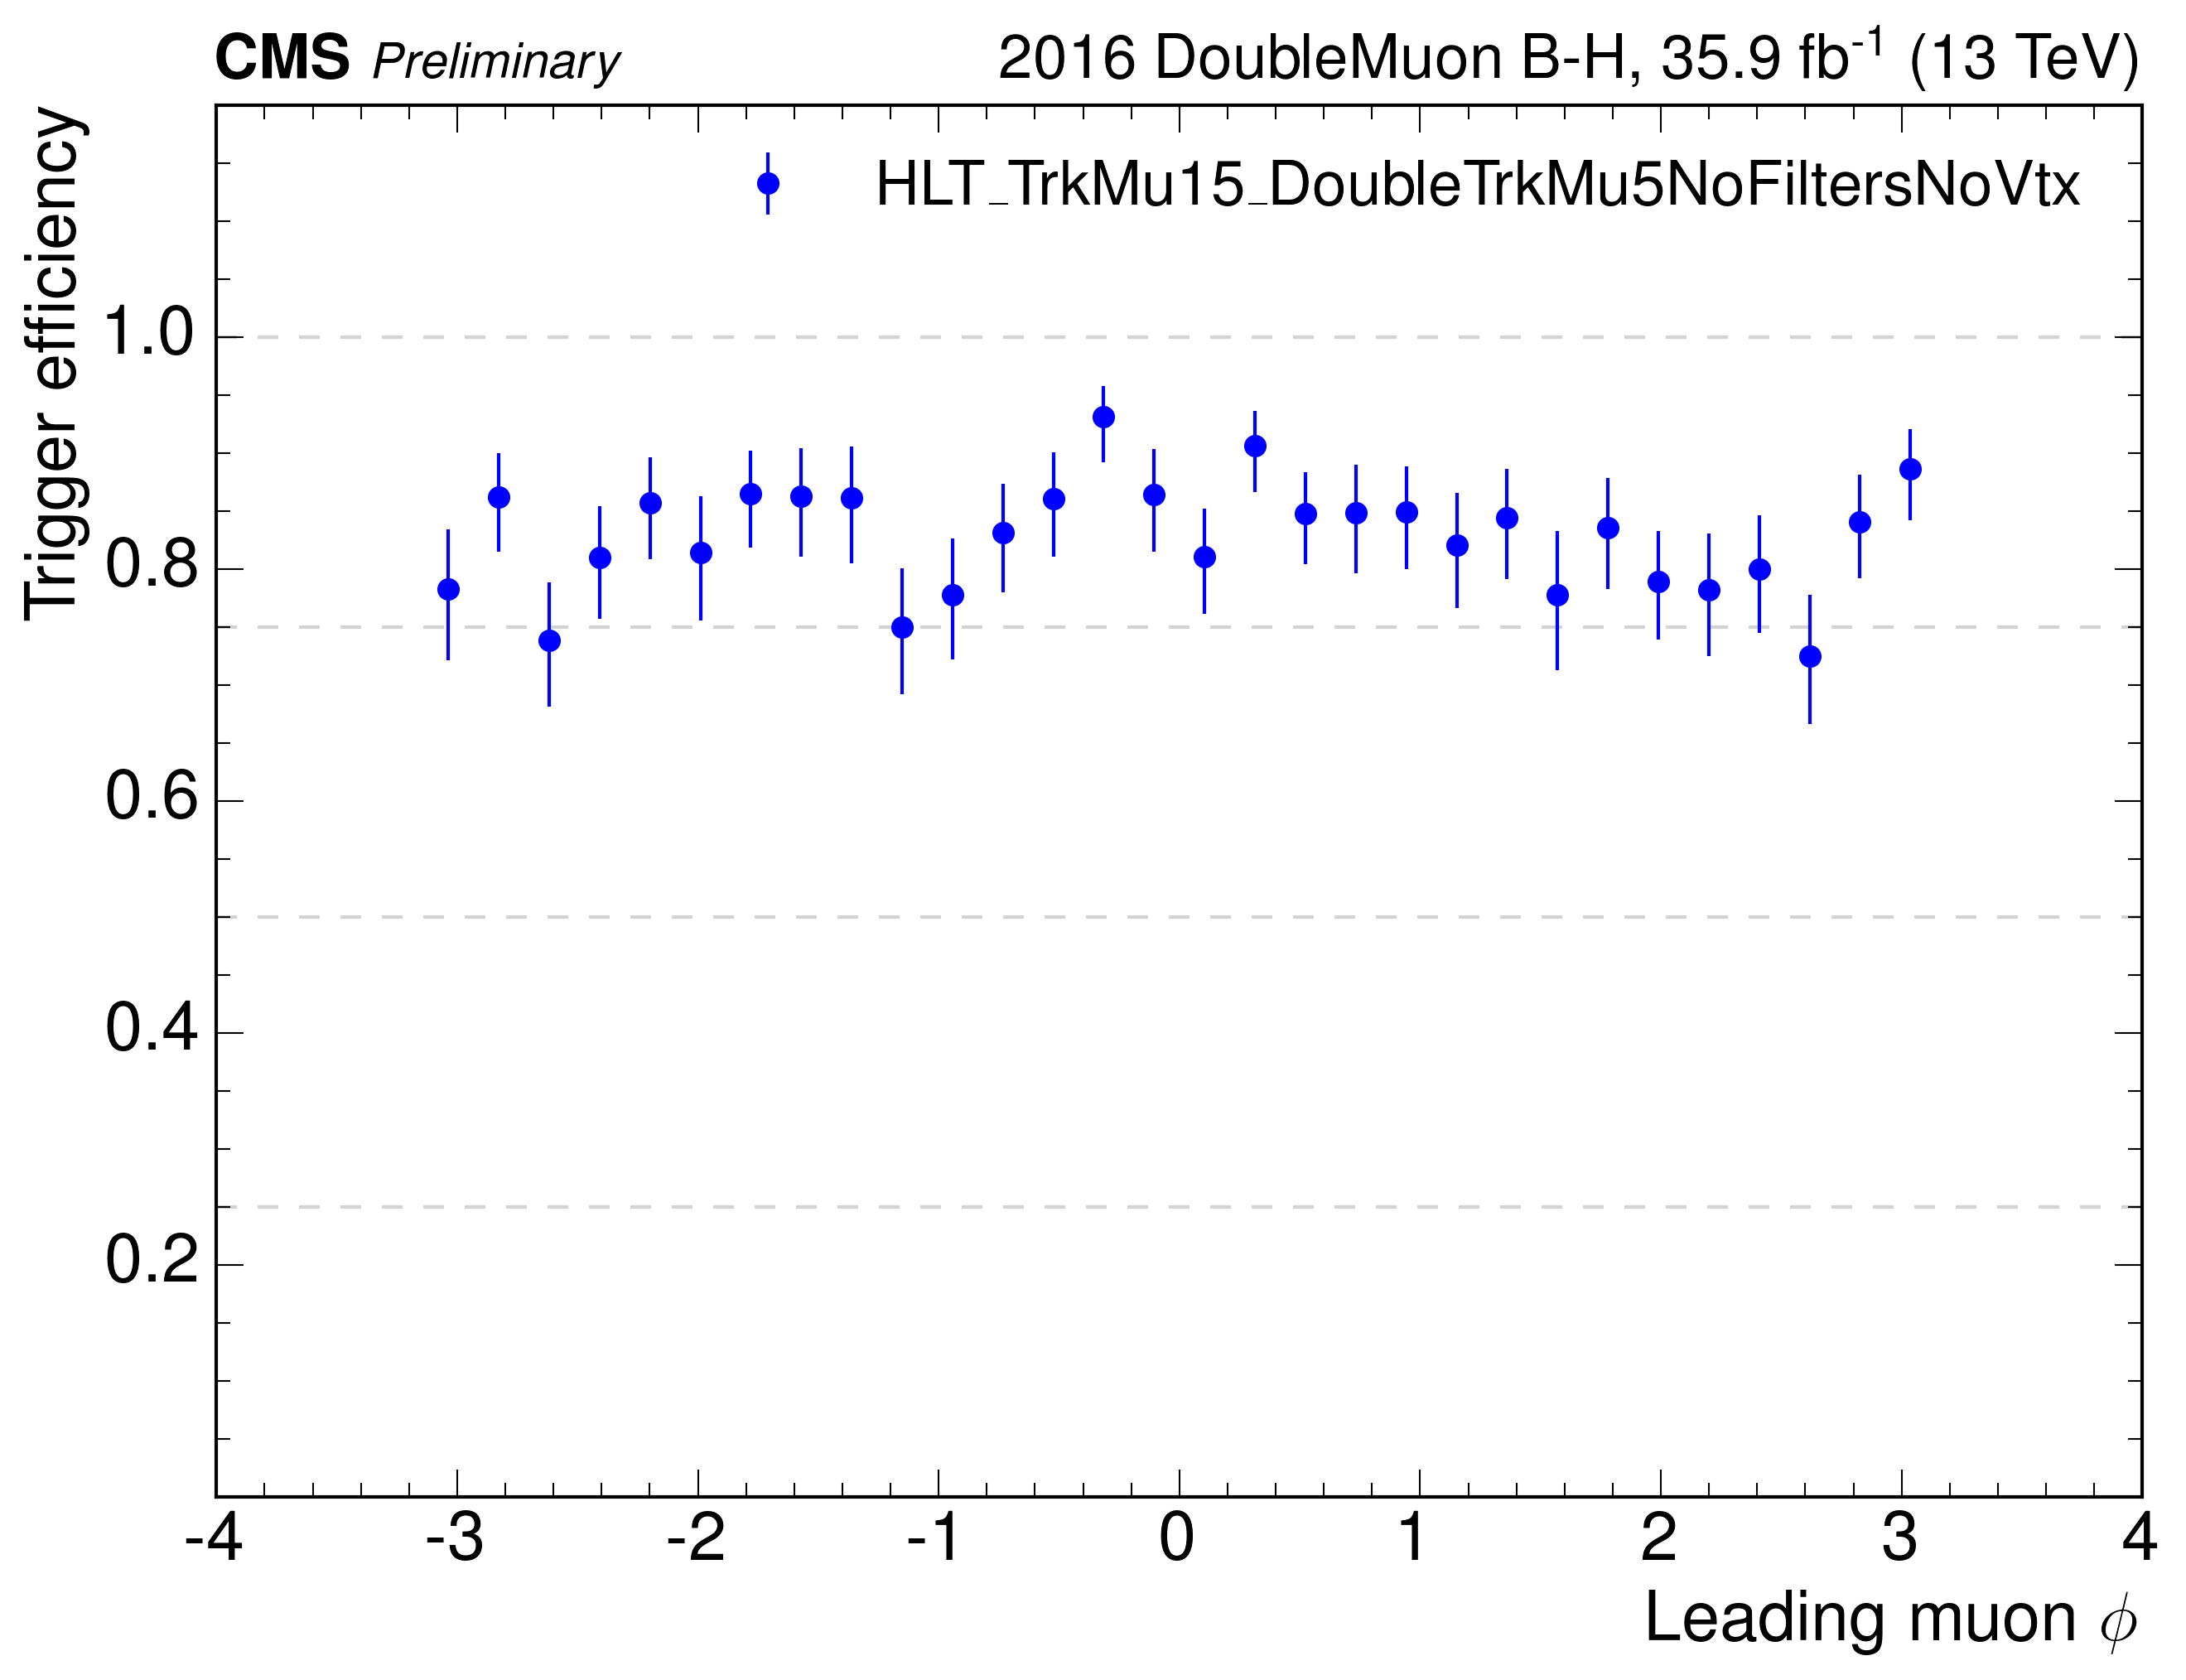 CMS Preliminary 2016 DoubleMuon B-H, 35.9 fb⁻¹ (13 TeV)
HLT_TrkMu15_DoubleTrkMu5NoFiltersNoVtx
Trigger efficiency
1.0
0.8
0.6
0.4
0.2
-4 -3 -2 -1 0 1 2 3 4
Leading muon ϕ